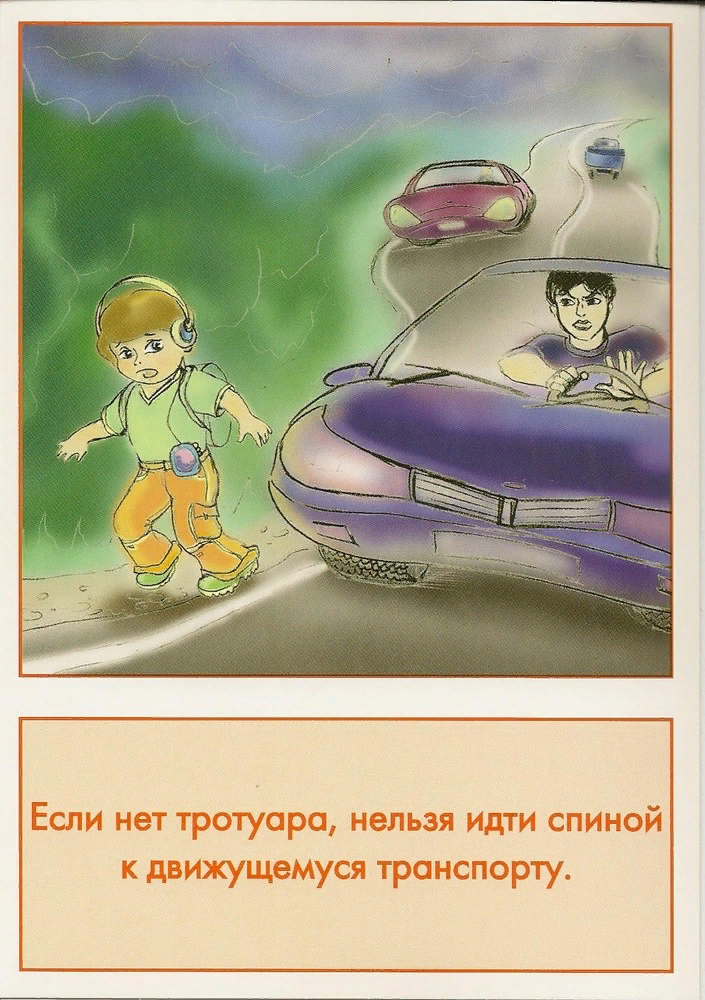 Если нет тротуара, нельзя идти спиной
к движущемуся транспорту.